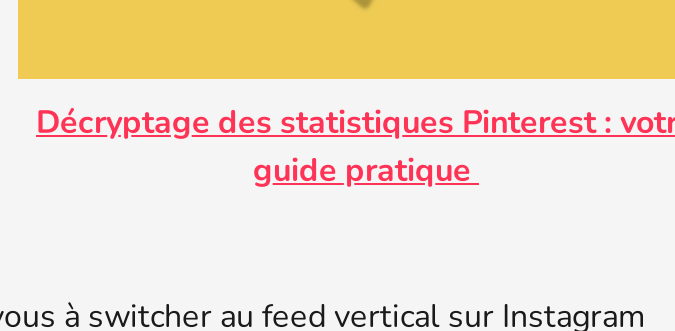 Décryptage des statistiques Pinterest : votr
guide pratique
vous à switcher au feed vertical sur Instagram